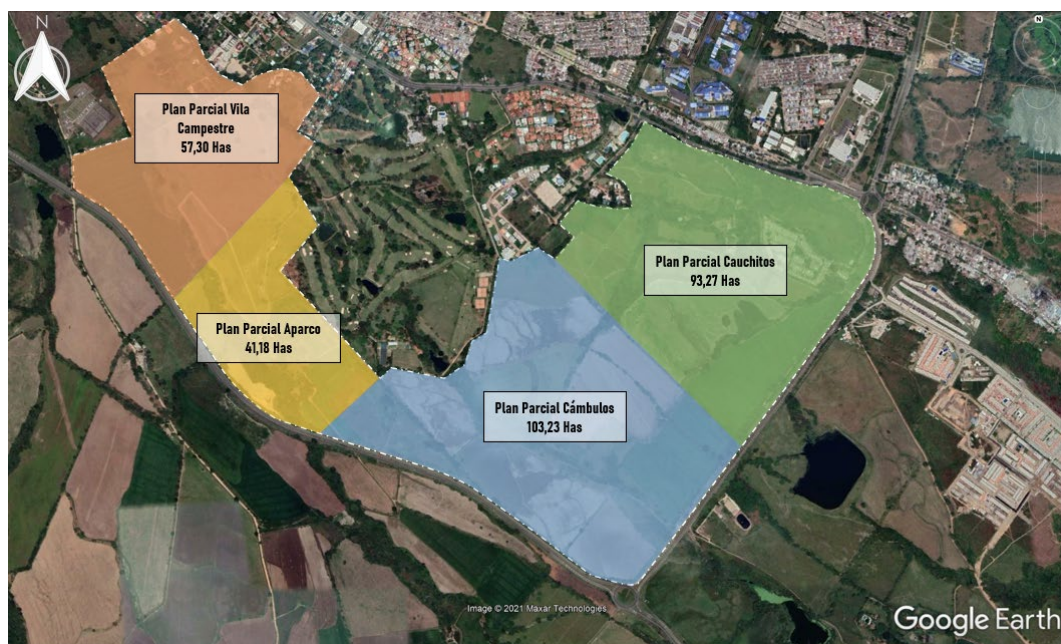 N
Plan Parcial Vila
Campestre
57,30 Has
N
Plan Parcial Cauchitos
93,27 Has
Plan Parcial Aparco
41,18 Has
Plan Parcial Cámbulos
103,23 Has
Image © 2021 Maxar Technologies
Google Earth